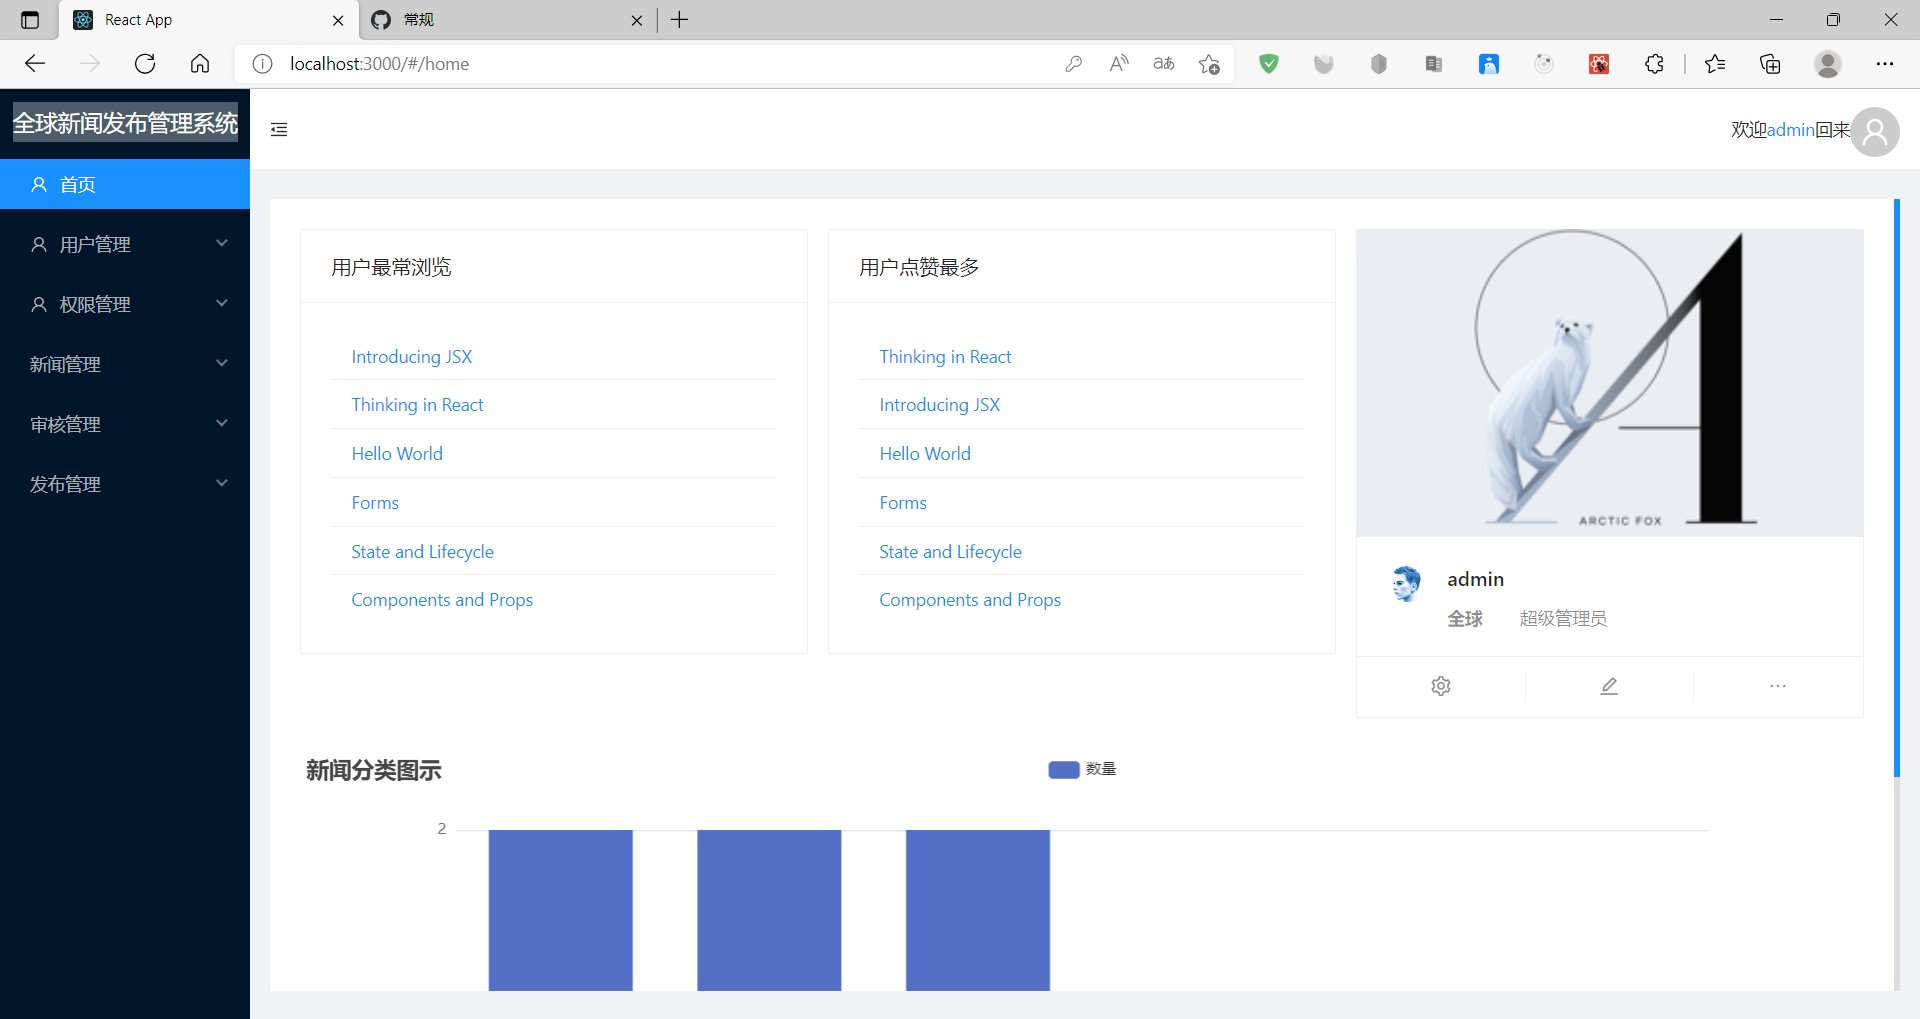 React App
常规
localhost:3000/#/home
全球新闻发布管理系统
欢迎admin回来
首页
用户管理
权限管理
新闻管理
审核管理
发布管理
用户最常浏览
Introducing JSX
Thinking in React
Hello World
Forms
State and Lifecycle
Components and Props
用户点赞最多
Thinking in React
Introducing JSX
Hello World
Forms
State and Lifecycle
Components and Props
A
ARCTIC FOX
admin
全球 超级管理员
新闻分类图示
数量
2